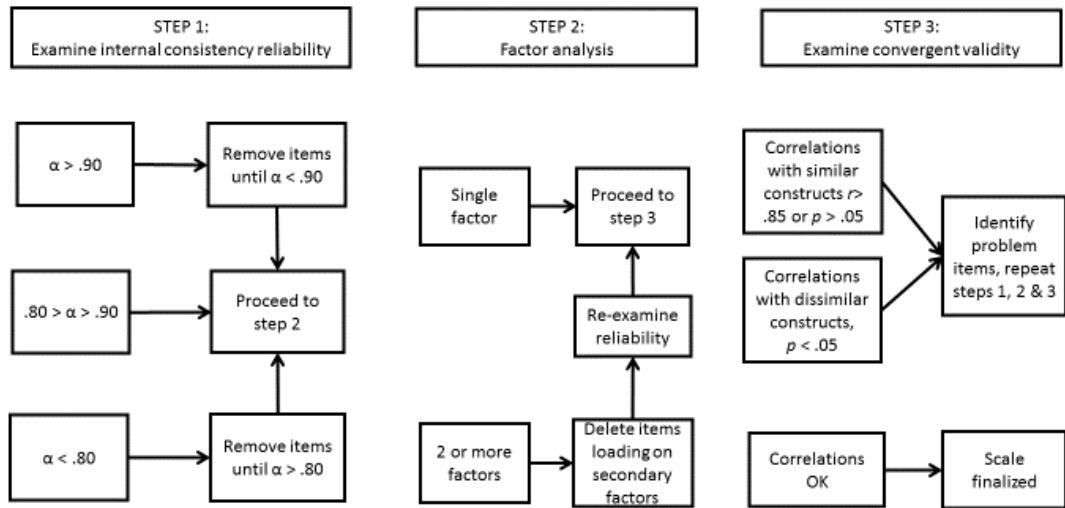 STEP 1:
Examine internal consistency reliability
α > .90
Remove items
until α < .90
.80 > α > .90
Proceed to
step 2
α < .80
Remove items
until α > .80
STEP 2:
Factor analysis
Single
factor
Proceed to
step 3
Re-examine
reliability
2 or more
factors
Delete items
loading on
secondary
factors
STEP 3:
Examine convergent validity
Correlations
with similar
constructs r>
.85 or p > .05
Identify
problem
items, repeat
steps 1, 2 & 3
Correlations
with dissimilar
constructs,
p < .05
Correlations
OK
Scale
finalized